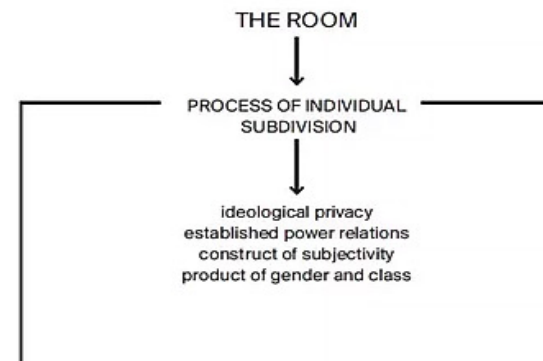 THE ROOM
PROCESS OF INDIVIDUAL
SUBDIVISION
ideological privacy
established power relations
construct of subjectivity
product of gender and class